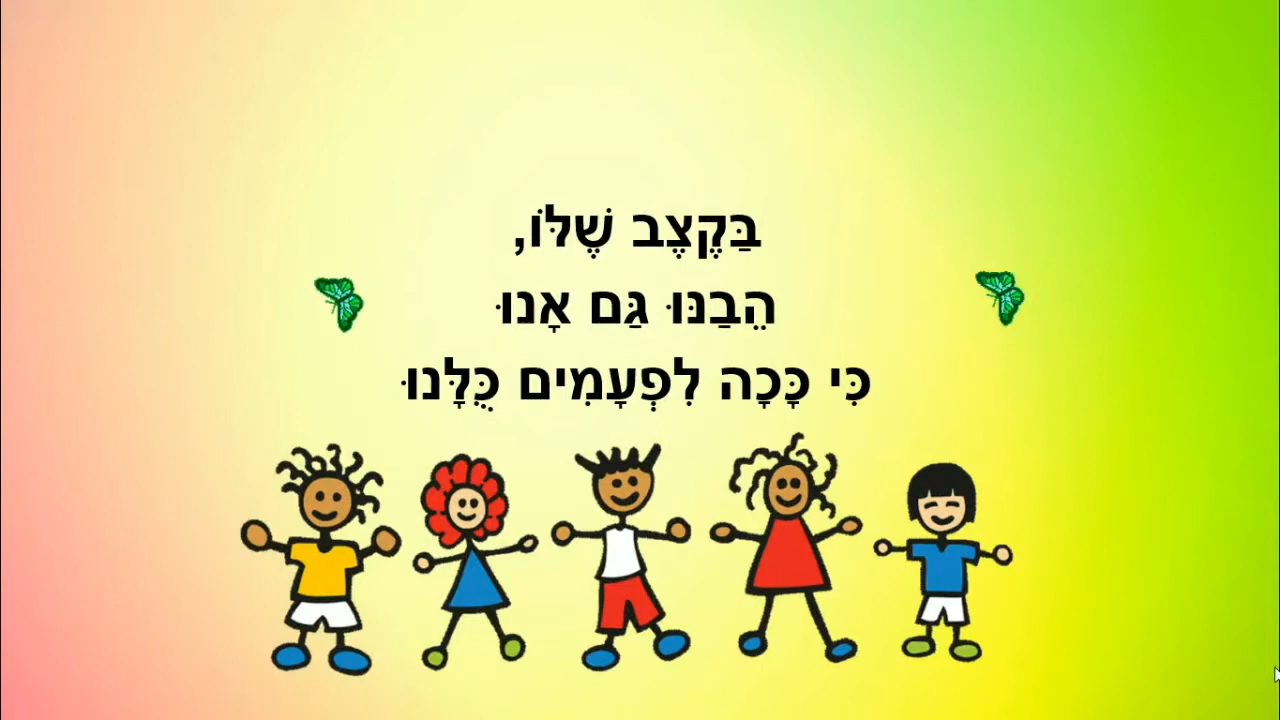 בַּקֶּצֶב שֶׁלּוֹ,
הֵבַנּוּ גַּם אָנוּ
כִּי כָּכָה לִפְעָמִים כֻּלָּנוּ